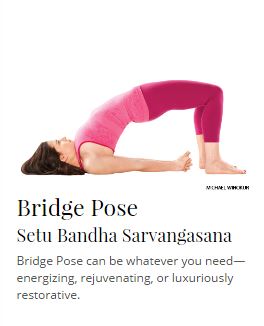 MICHAEL WINOKUR
Bridge Pose
Setu Bandha Sarvangasana
Bridge Pose can be whatever you need—
energizing, rejuvenating, or luxuriously
restorative.